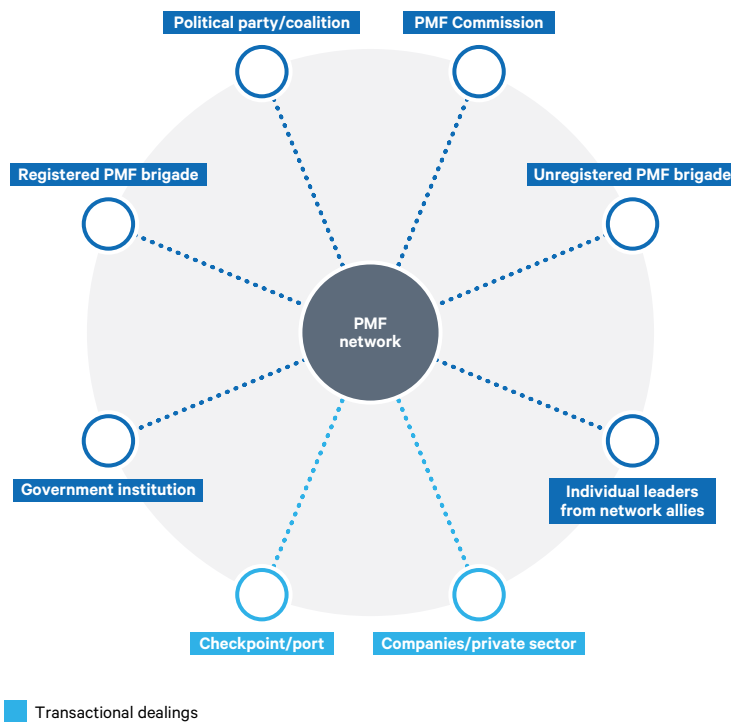 Political party/coalition
PMF Commission
Registered PMF brigade
Unregistered PMF brigade
PMF
network
Government institution
Individual leaders
from network allies
Checkpoint/port
Companies/private sector
Transactional dealings